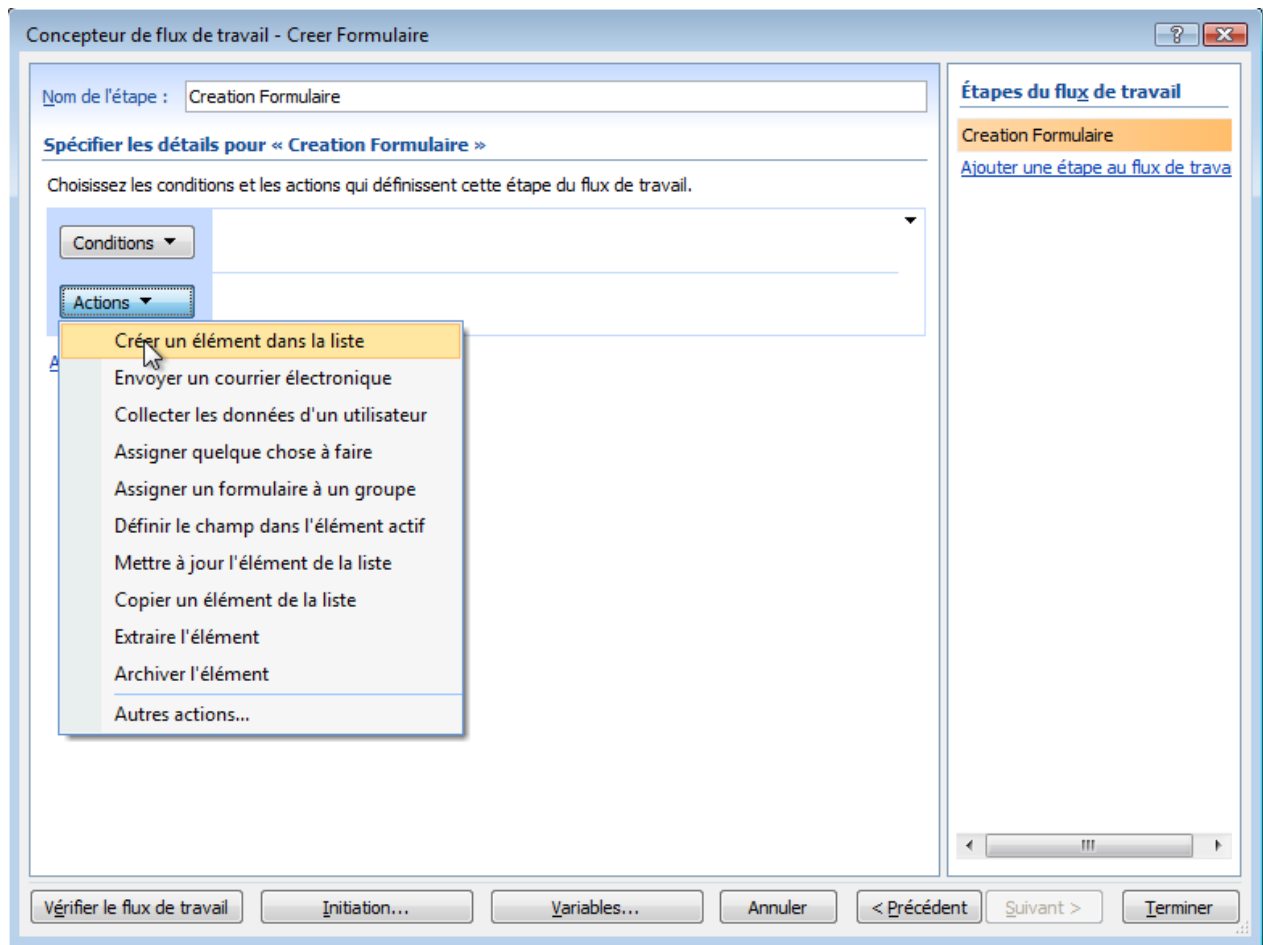 Concepteur de flux de travail - Creer Formulaire
Nom de l'étape : Creation Formulaire
Spécifier les détails pour « Creation Formulaire »
Choisissez les conditions et les actions qui définissent cette étape du flux de travail.
Conditions
Actions
Créer un élément dans la liste
Envoyer un courrier électronique
Collecter les données d'un utilisateur
Assigner quelque chose à faire
Assigner un formulaire à un groupe
Définir le champ dans l'élément actif
Mettre à jour l'élément de la liste
Copier un élément de la liste
Extraire l'élément
Archiver l'élément
Autres actions...
Étapes du flux de travail
Creation Formulaire
Ajouter une étape au flux de trava
Vérifier le flux de travail
Initiation...
Variables...
Annuler
< Précédent
Suivant >
Terminer